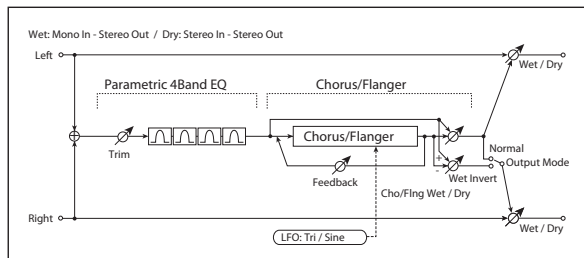 Wet: Mono In - Stereo Out / Dry: Stereo In - Stereo Out
Left
Wet / Dry
Parametric 4Band EQ
Chorus/Flanger
Chorus/Flanger
Trim
Feedback
+
-
Wet Invert
Normal
Output Mode
Cho/Flng Wet / Dry
Right
Wet / Dry
LFO: Tri / Sine